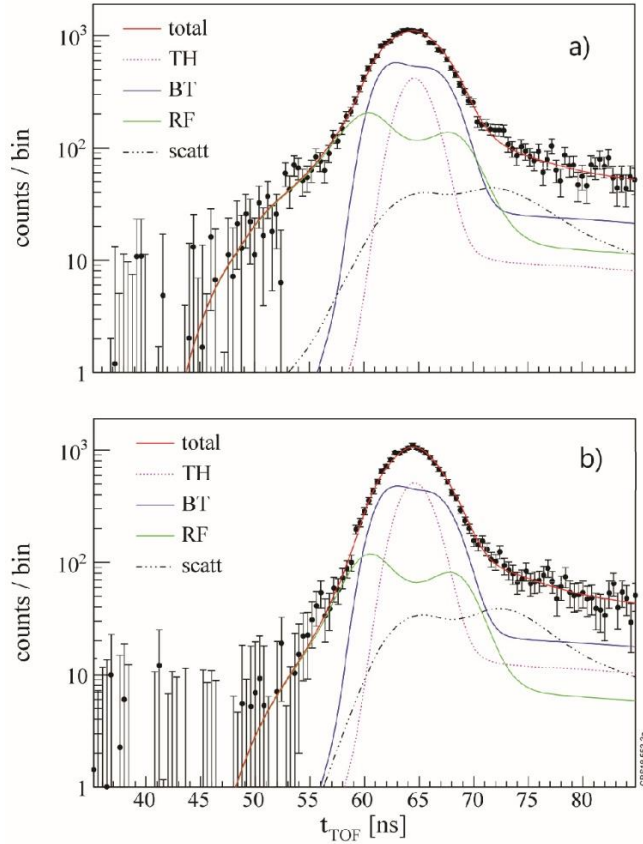 10³
total
a)
TH
BT
RF
10²
scatt
counts / bin
10
1
10³
total
b)
TH
BT
RF
10²
scatt
counts / bin
10
1
40 45 50 55 60 65 70 75 80
t_TOF [ns]